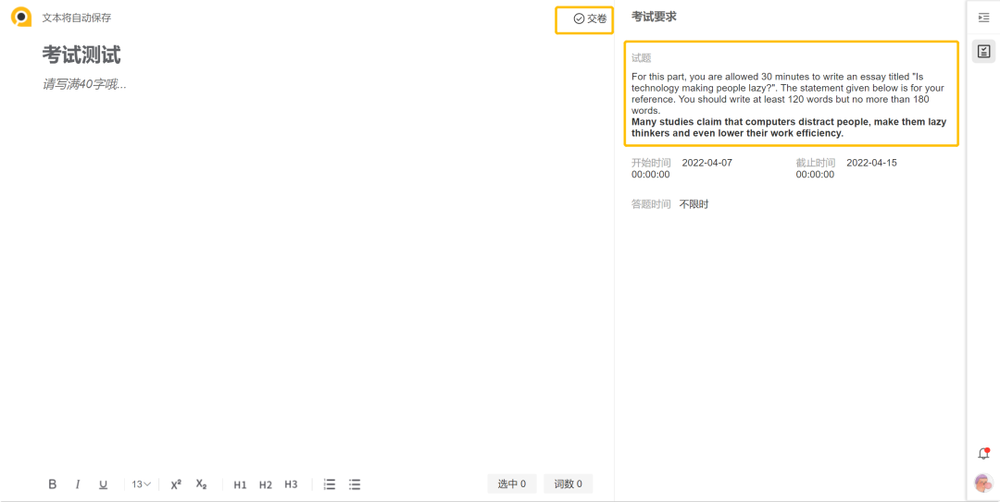 文本将自动保存
交卷
考试测试
请写满40字哦...
考试要求
试题
For this part, you are allowed 30 minutes to write an essay titled "Is
technology making people lazy?". The statement given below is for your
reference. You should write at least 120 words but no more than 180
words.
Many studies claim that computers distract people, make them lazy
thinkers and even lower their work efficiency.
开始时间 2022-04-07
00:00:00
截止时间 2022-04-15
00:00:00
答题时间 不限时
B I U 13 X² X₂ H1 H2 H3
选中 0 词数 0